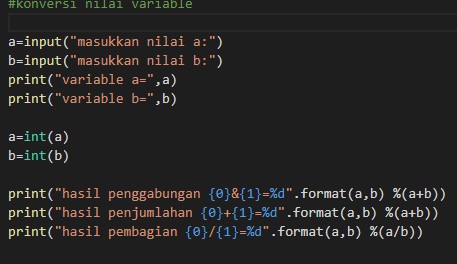 #konversi nilai variable
a=input("masukkan nilai a:")
b=input("masukkan nilai b:")
print("variable a=",a)
print("variable b=",b)
a=int(a)
b=int(b)
print("hasil penggabungan {0}&{1}=%d".format(a,b) %(a+b))
print("hasil penjumlahan {0}+{1}=%d".format(a,b) %(a+b))
print("hasil pembagian {0}/{1}=%d".format(a,b) %(a/b))